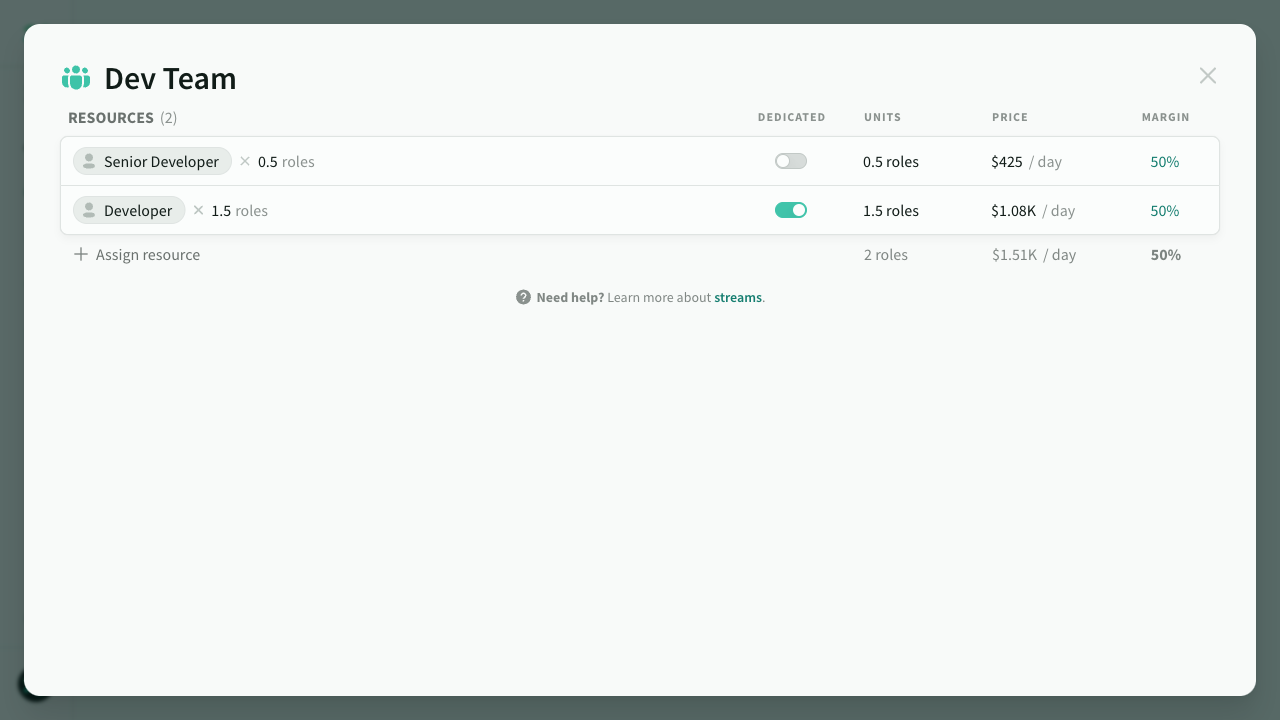 Dev Team
RESOURCES (2) DEDICATED UNITS PRICE MARGIN
Senior Developer × 0.5 roles 0.5 roles $425 / day 50%
Developer × 1.5 roles 1.5 roles $1.08K / day 50%
+ Assign resource 2 roles $1.51K / day 50%
? Need help? Learn more about streams.